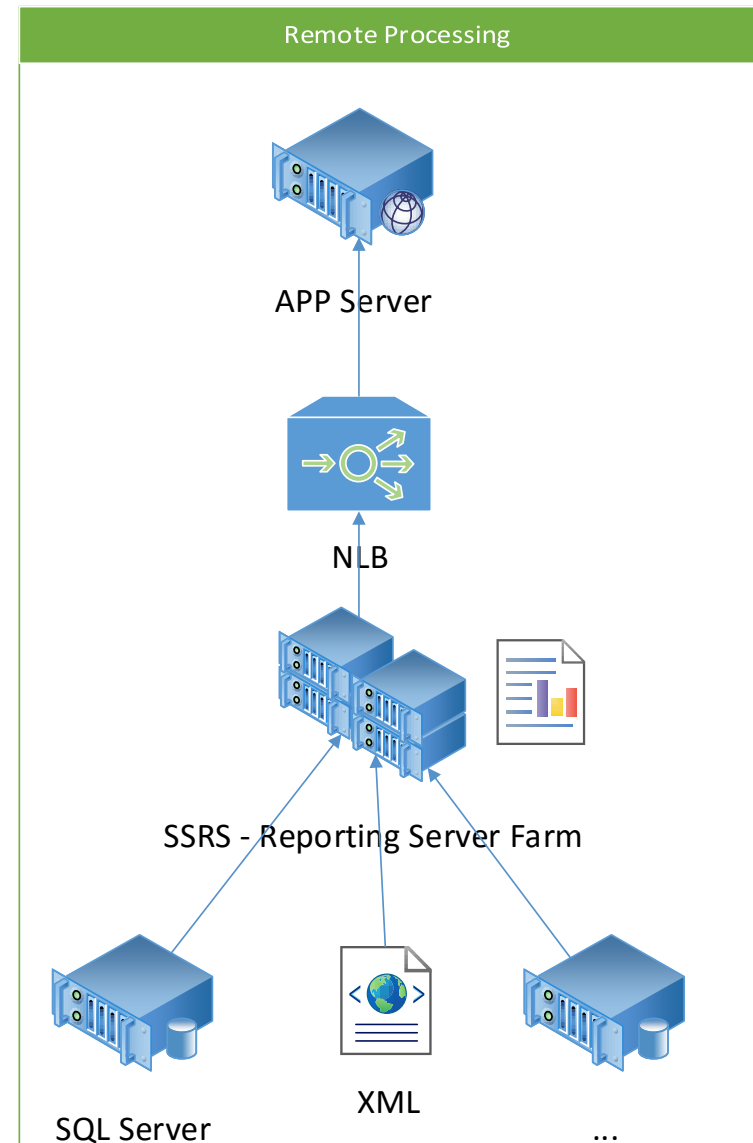 Remote Processing
APP Server
NLB
SSRS - Reporting Server Farm
XML
SQL Server
...